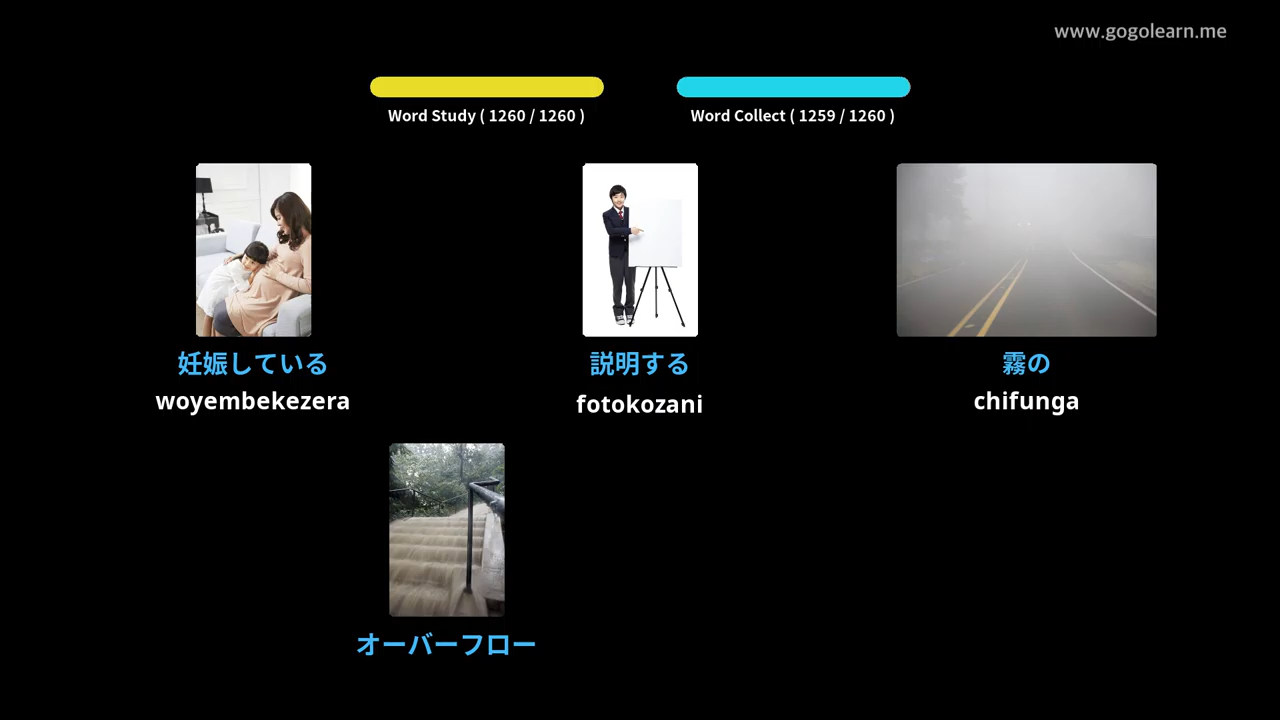 www.gogolearn.me
Word Study ( 1260 / 1260 )
Word Collect ( 1259 / 1260 )
妊娠している
説明する
霧の
woyembekezera
fotokozani
chifunga
オーバーフロー